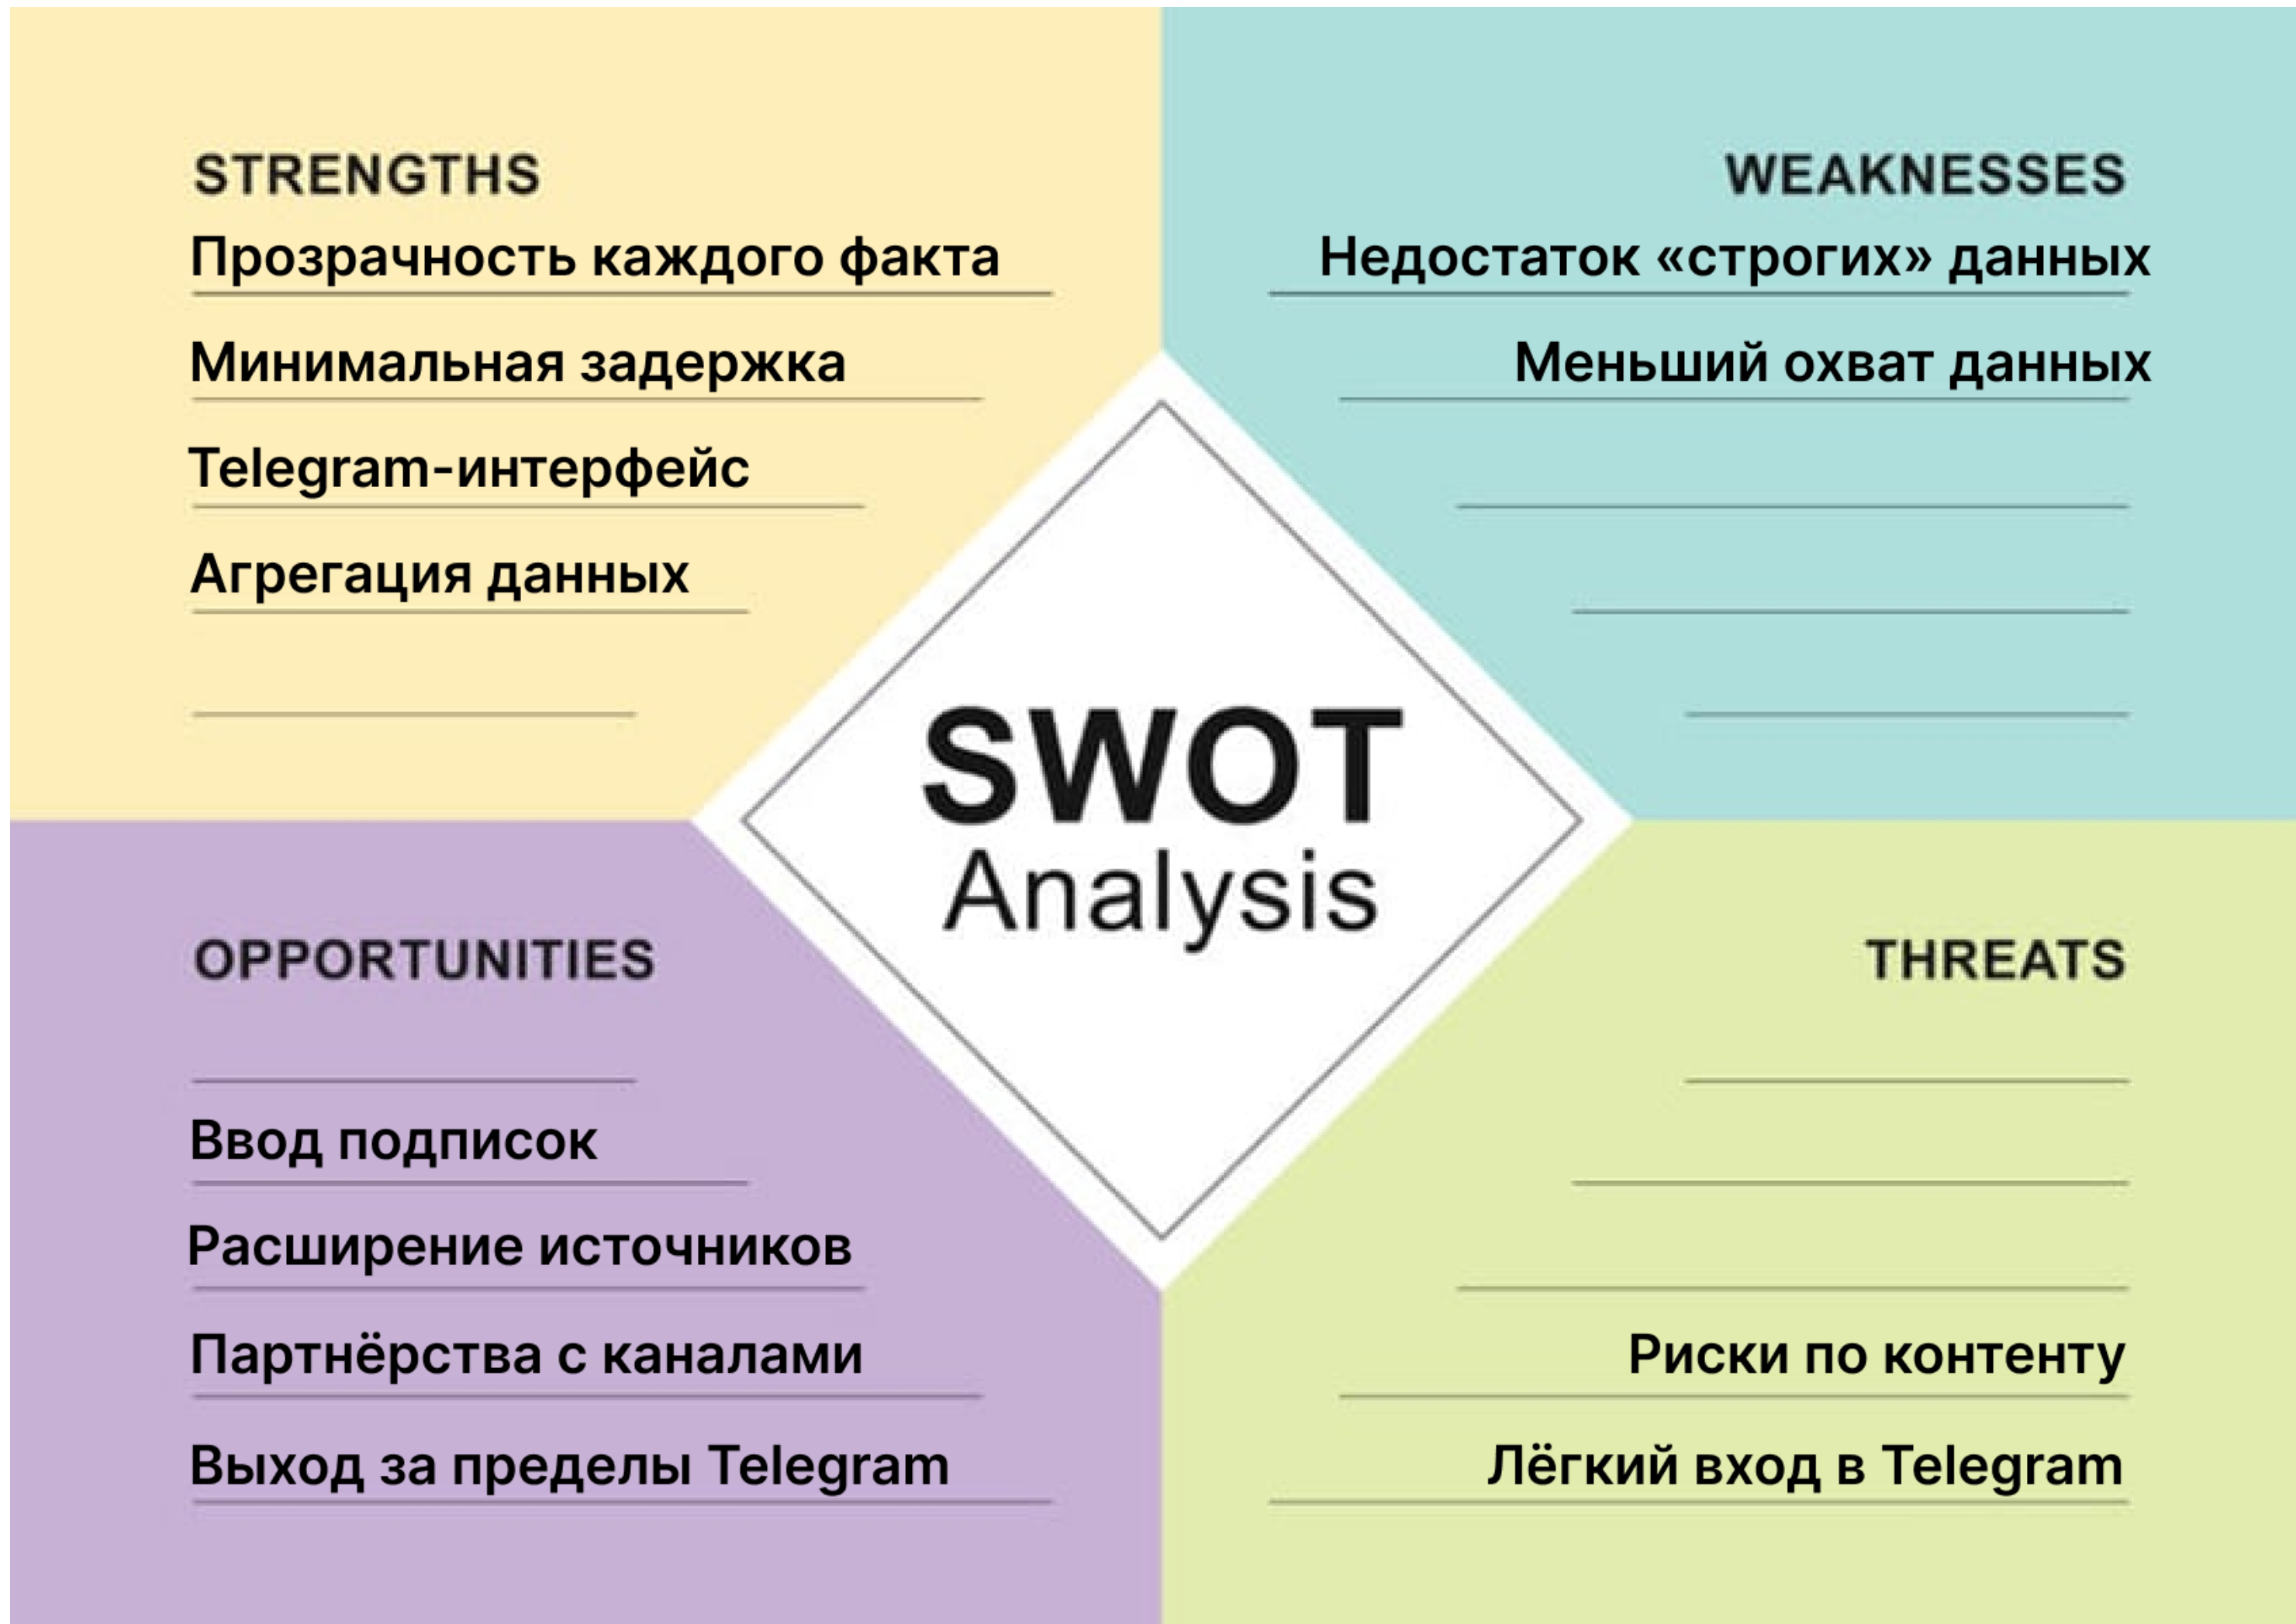 STRENGTHS
Прозрачность каждого факта
Минимальная задержка
Telegram-интерфейс
Агрегация данных
WEAKNESSES
Недостаток «строгих» данных
Меньший охват данных
SWOT
Analysis
OPPORTUNITIES
Ввод подписок
Расширение источников
Партнёрства с каналами
Выход за пределы Telegram
THREATS
Риски по контенту
Лёгкий вход в Telegram